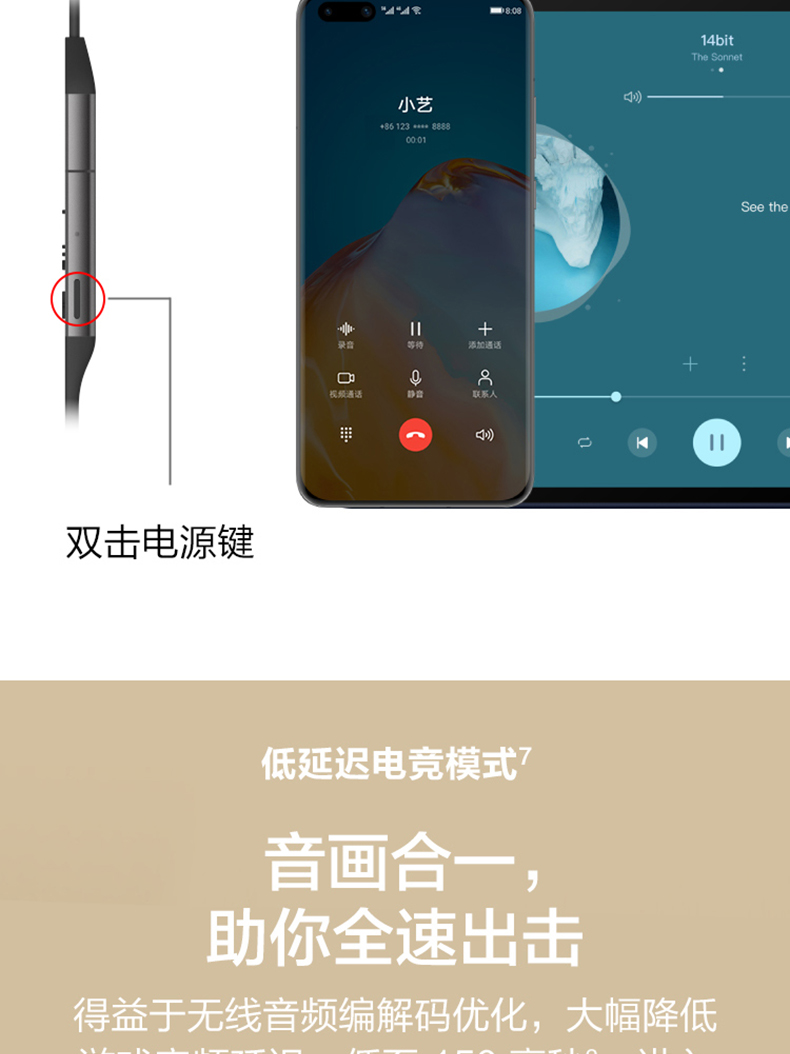 8:08
14bit
The Sonnet
小艺
+86 123 **** 8888
00:01
See the
录音
等待
添加通话
视频通话
静音
联系人
双击电源键
低延迟电竞模式7
音画合一，
助你全速出击
得益于无线音频编解码优化，大幅降低